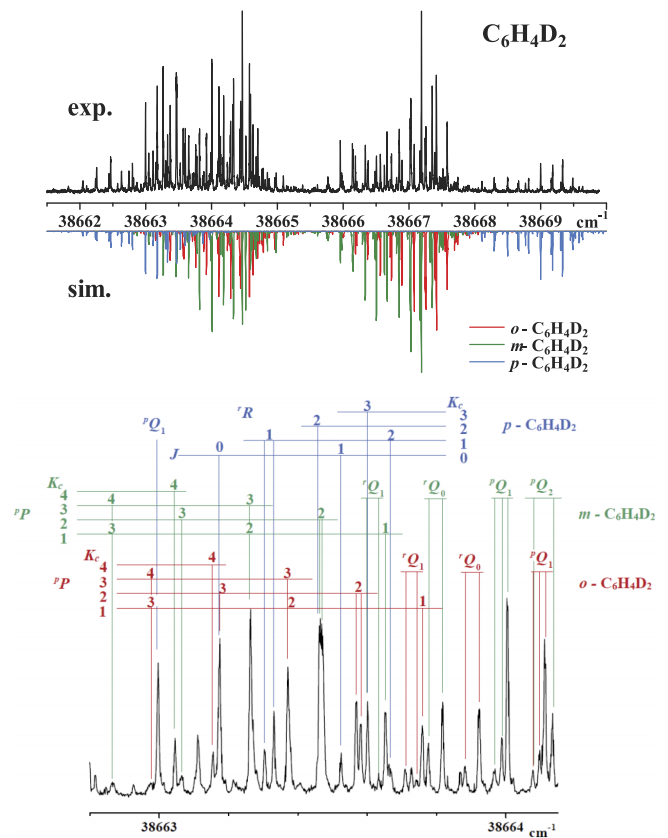 C₆H₄D₂
exp.
38662 38663 38664 38665 38666 38667 38668 38669 cm⁻¹
sim.
o - C₆H₄D₂
m- C₆H₄D₂
p - C₆H₄D₂
ᵖQ₁ ʳR 3 Kc
2 3
1 2 2 p - C₆H₄D₂
J 0 1 1
0
Kc 4 ʳQ₁ ʳQ₀ ᵖQ₁ ᵖQ₂
4 4 3
ᵖP 3 3 2 m - C₆H₄D₂
2 3 2 1
1
Kc 4
4 4 3 ʳQ₁ ʳQ₀ ᵖQ₁
ᵖP 3 3 2 o - C₆H₄D₂
2 3 2 1
1
38663 38664 cm⁻¹